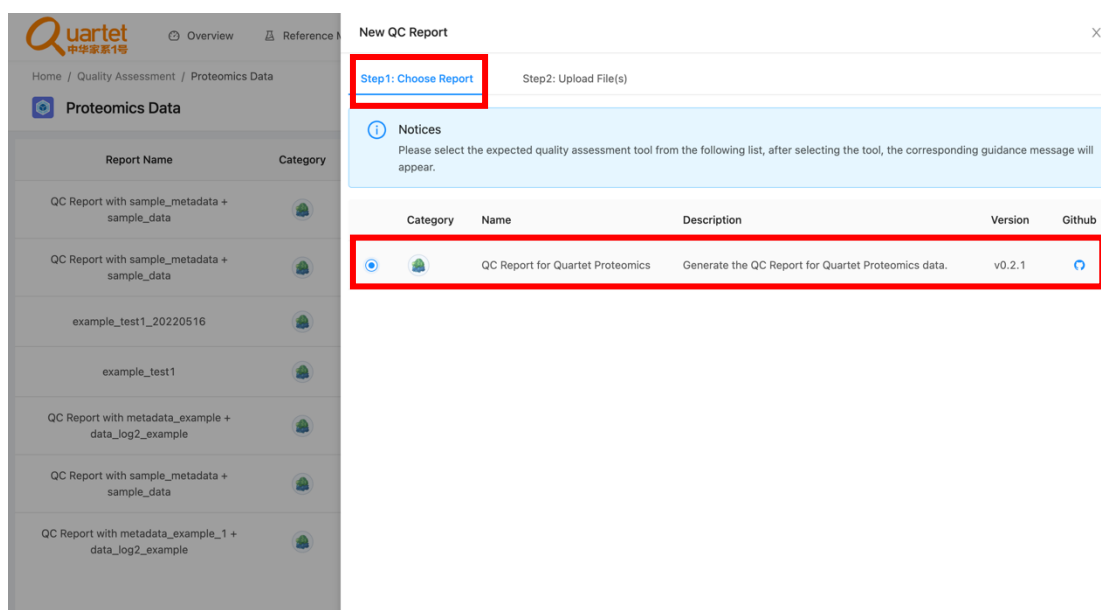 Quartet
中华家系1号
Overview
Reference
Home / Quality Assessment / Proteomics Data
Proteomics Data
Report Name
Category
QC Report with sample_metadata +
sample_data
QC Report with sample_metadata +
sample_data
example_test1_20220516
example_test1
QC Report with metadata_example +
data_log2_example
QC Report with sample_metadata +
sample_data
QC Report with metadata_example_1 +
data_log2_example
New QC Report
Step1: Choose Report
Step2: Upload File(s)
Notices
Please select the expected quality assessment tool from the following list, after selecting the tool, the corresponding guidance message will
appear.
Category Name Description Version Github
QC Report for Quartet Proteomics Generate the QC Report for Quartet Proteomics data. v0.2.1